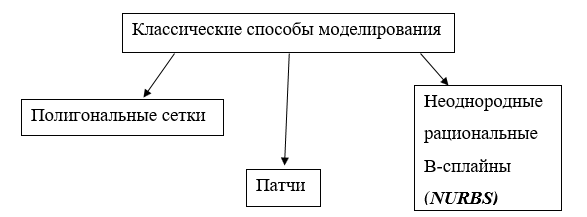 Классические способы моделирования
Полигональные сетки
Патчи
Неоднородные
рациональные
В-сплайны
(NURBS)